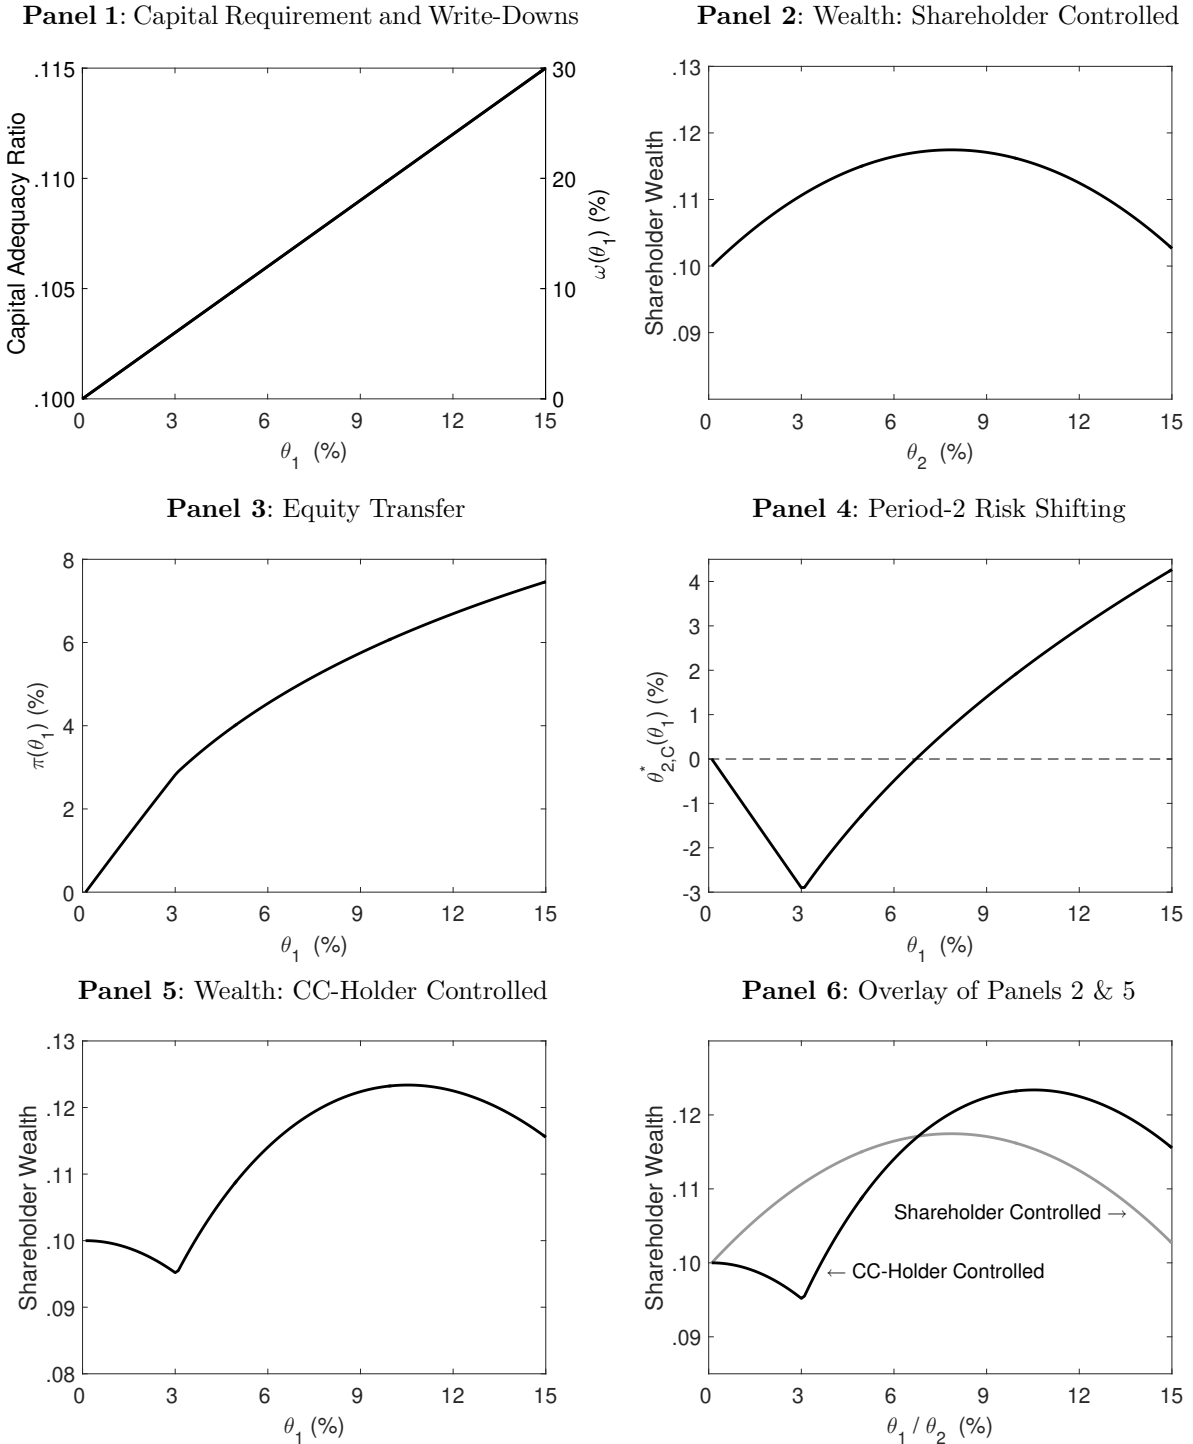 Panel 1: Capital Requirement and Write-Downs
.115
.110
.105
.100
Capital Adequacy Ratio
30
20
10
0
ω(θ1) (%)
0 3 6 9 12 15
θ1 (%)
Panel 2: Wealth: Shareholder Controlled
.13
.12
.11
.10
.09
Shareholder Wealth
0 3 6 9 12 15
θ2 (%)
Panel 3: Equity Transfer
8
6
4
2
0
π(θ1) (%)
0 3 6 9 12 15
θ1 (%)
Panel 4: Period-2 Risk Shifting
4
3
2
1
0
-1
-2
-3
θ*2,C(θ1) (%)
0 3 6 9 12 15
θ1 (%)
Panel 5: Wealth: CC-Holder Controlled
.13
.12
.11
.10
.09
.08
Shareholder Wealth
0 3 6 9 12 15
θ1 (%)
Panel 6: Overlay of Panels 2 & 5
.12
.11
.10
.09
Shareholder Wealth
Shareholder Controlled →
← CC-Holder Controlled
0 3 6 9 12 15
θ1 / θ2 (%)